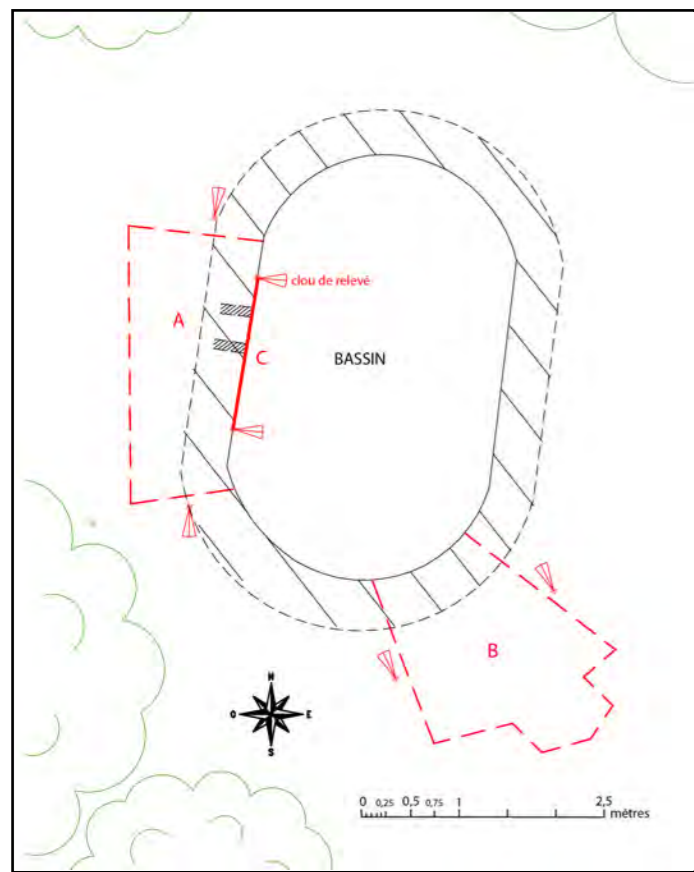 clou de relevé
A
C
BASSIN
B
N
O E
S
0 0,25 0,5 0,75 1 2,5
mètres